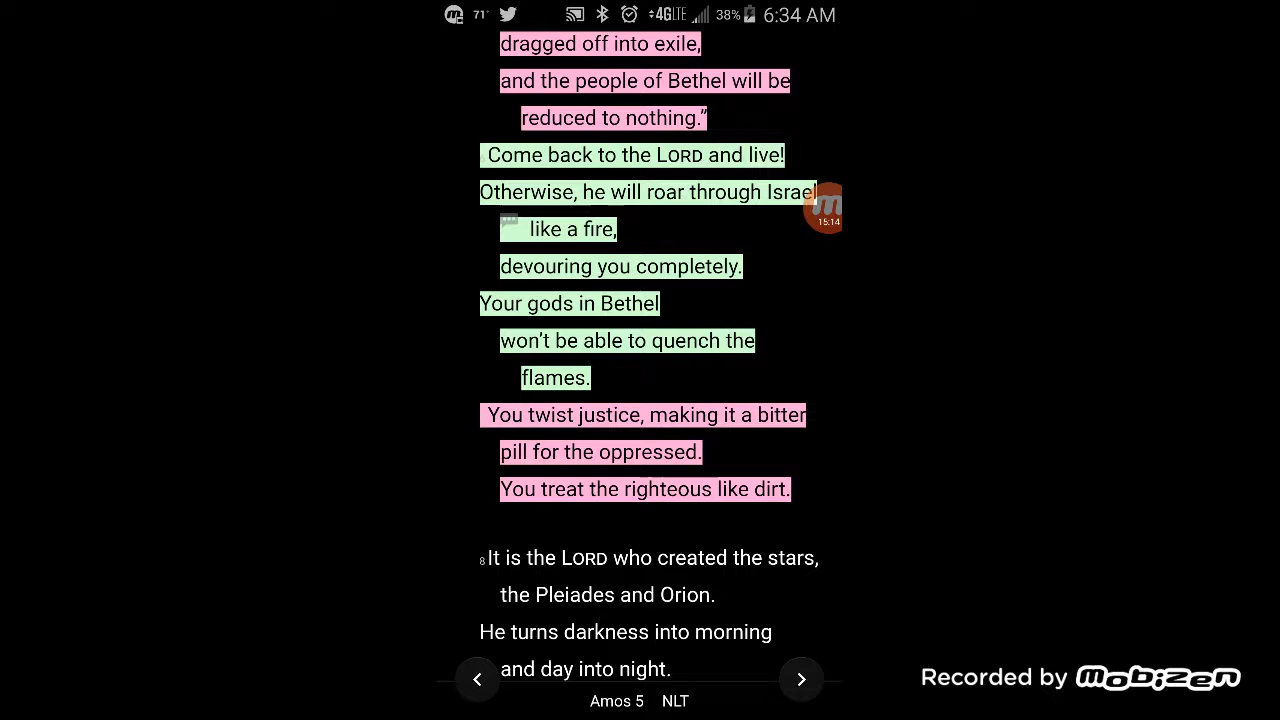 71°
4GLTE 38% 6:34 AM
dragged off into exile,
and the people of Bethel will be
reduced to nothing.”
Come back to the LORD and live!
Otherwise, he will roar through Israel
like a fire,
devouring you completely.
Your gods in Bethel
won’t be able to quench the
flames.
You twist justice, making it a bitter
pill for the oppressed.
You treat the righteous like dirt.
8 It is the LORD who created the stars,
the Pleiades and Orion.
He turns darkness into morning
and day into night.
Amos 5 NLT
15:14
Recorded by mobizen